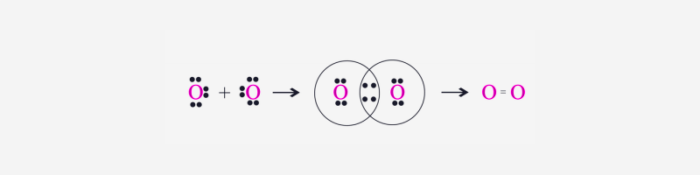 O + O → O O → O = O